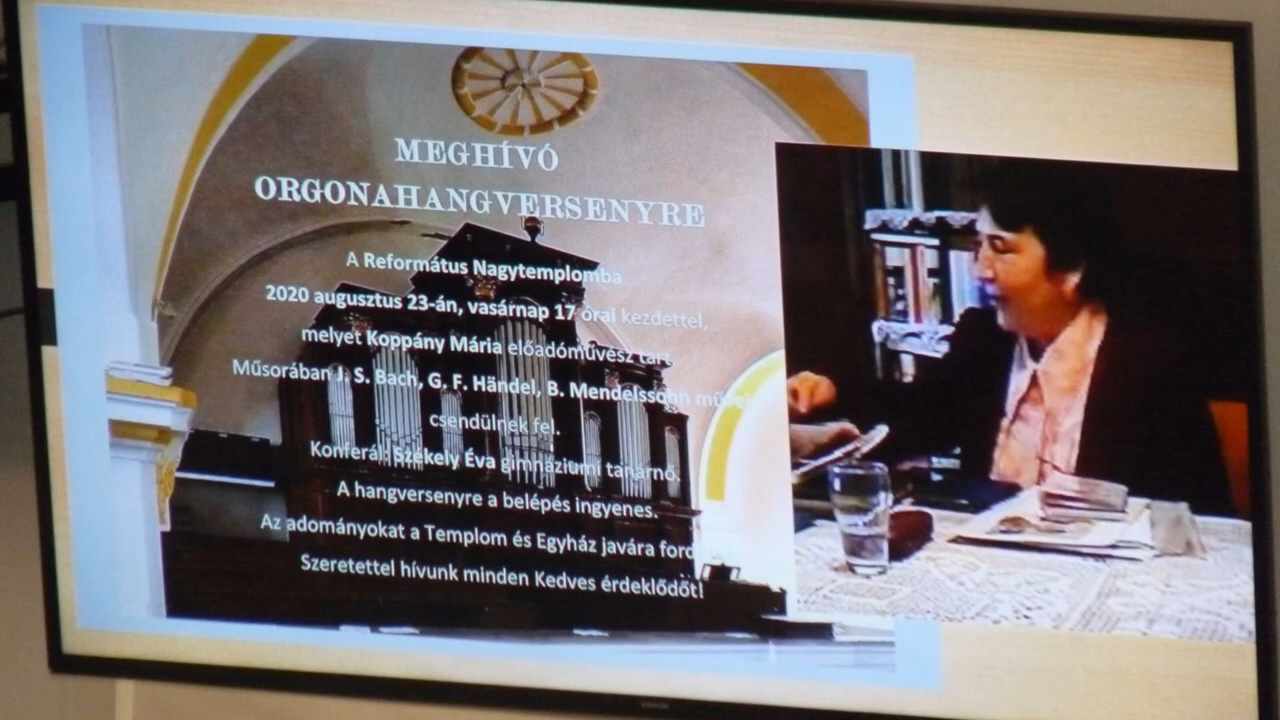 MEGHÍVÓ
ORGONAHANGVERSENYRE
A Református Nagytemplomba
2020 augusztus 23-án, vasárnap 17 órai kezdettel,
melyet Koppány Mária előadóművész tart
Műsorában J. S. Bach, G. F. Händel, B. Mendelssohn művei
csendülnek fel.
Konferál: Székely Éva gimnáziumi tanárnő.
A hangversenyre a belépés ingyenes.
Az adományokat a Templom és Egyház javára ford
Szeretettel hívunk minden Kedves érdeklődőt!